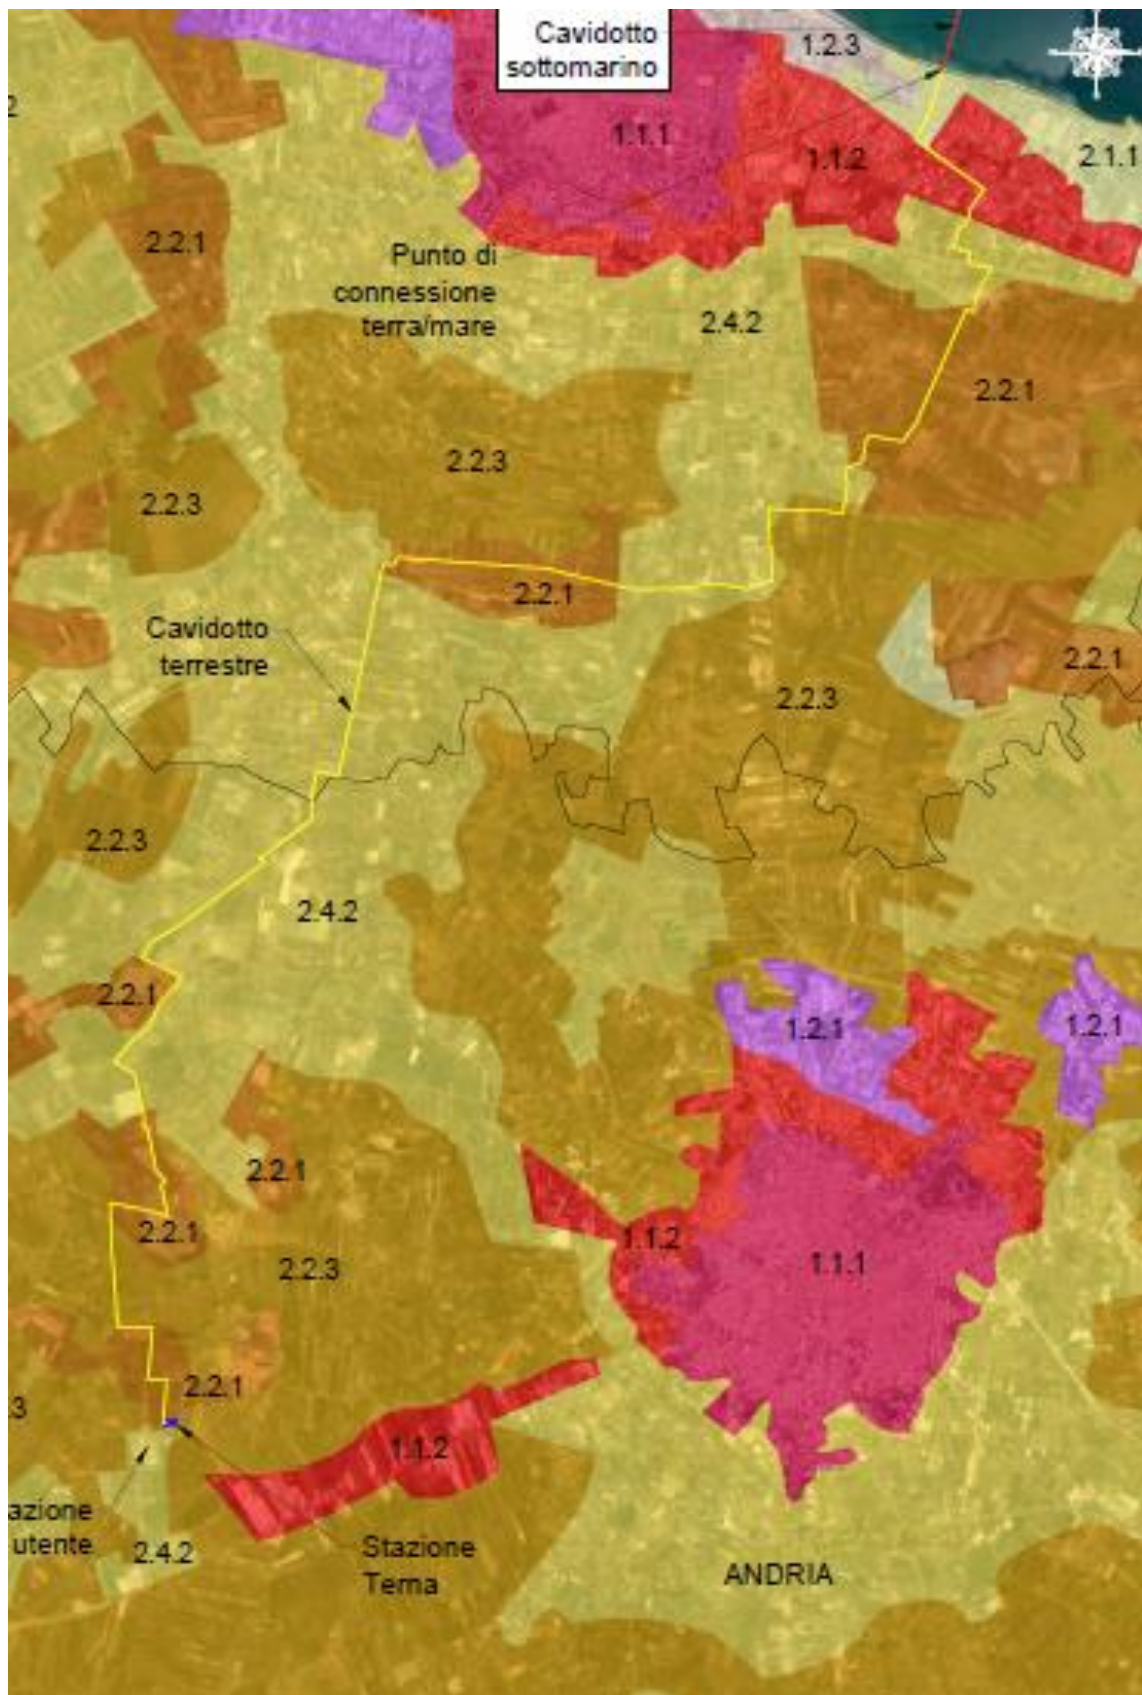 Cavidotto
sottomarino
1.2.3
2
1.1.1
1.1.2
2.1.1
2.2.1
Punto di
connessione
terra/mare
2.4.2
2.2.1
2.2.3
2.2.3
2.2.1
Cavidotto
terrestre
2.2.1
2.2.3
2.2.3
2.4.2
2.2.1
1.2.1
1.2.1
2.2.1
2.2.1
1.1.2
2.2.3
1.1.1
2.2.1
.3
1.1.2
azione
utente
2.4.2
Stazione
Terna
ANDRIA